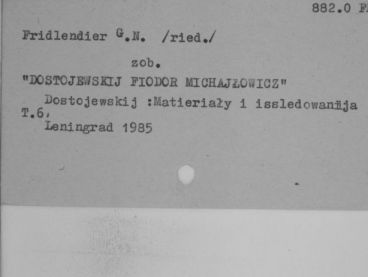 882.0
Fridlendier G.M. /ried./
zob.
"DOSTOJEWSKIJ FIODOR MICHAJŁOWICZ"
Dostojewskij :Matieriały i issledowanija
T.6,
Leningrad 1985